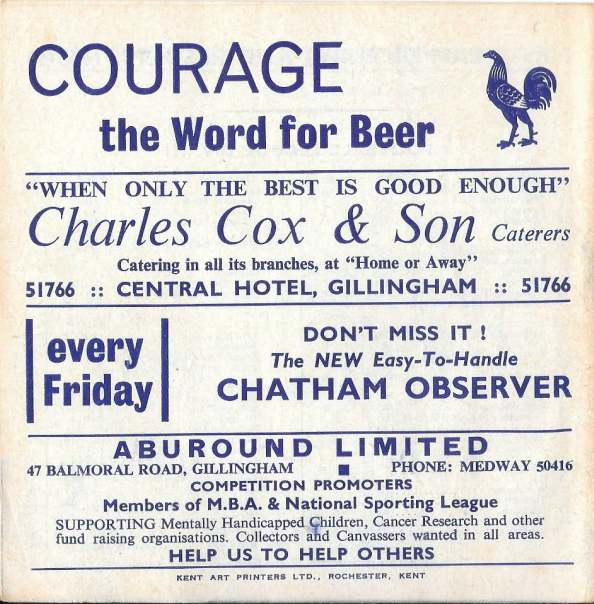 COURAGE
the Word for Beer
"WHEN ONLY THE BEST IS GOOD ENOUGH"
Charles Cox & Son Caterers
Catering in all its branches, at "Home or Away"
51766 :: CENTRAL HOTEL, GILLINGHAM :: 51766
every
Friday
DON'T MISS IT !
The NEW Easy-To-Handle
CHATHAM OBSERVER
ABUROUND LIMITED
47 BALMORAL ROAD, GILLINGHAM ■ PHONE: MEDWAY 50416
COMPETITION PROMOTERS
Members of M.B.A. & National Sporting League
SUPPORTING Mentally Handicapped Children, Cancer Research and other
fund raising organisations. Collectors and Canvassers wanted in all areas.
HELP US TO HELP OTHERS
KENT ART PRINTERS LTD., ROCHESTER, KENT